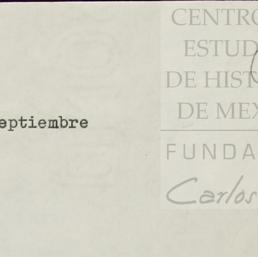 CENTRO
ESTUD
DE HIST
DE MEX
FUNDA
Carlos
eptiembre